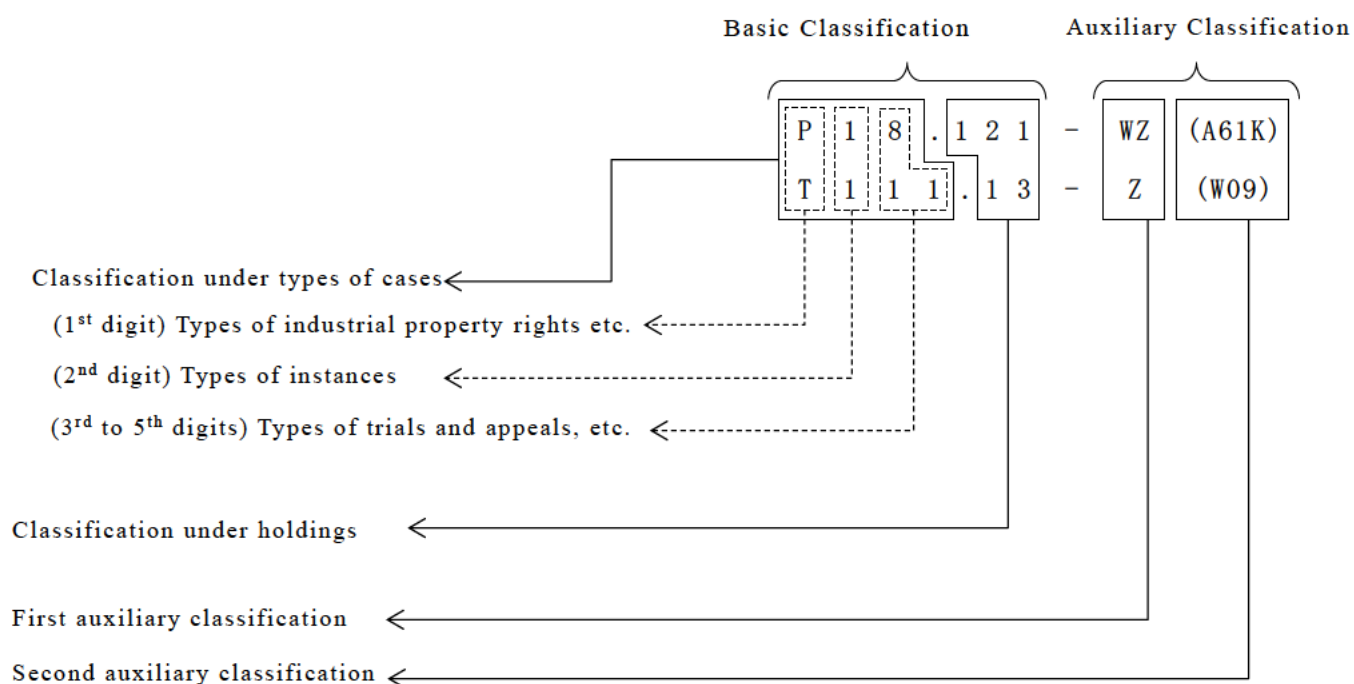 Basic Classification Auxiliary Classification
P 1 8 . 1 2 1 - WZ (A61K)
T 1 1 1 . 1 3 - Z (W09)
Classification under types of cases
(1st digit) Types of industrial property rights etc.
(2nd digit) Types of instances
(3rd to 5th digits) Types of trials and appeals, etc.
Classification under holdings
First auxiliary classification
Second auxiliary classification